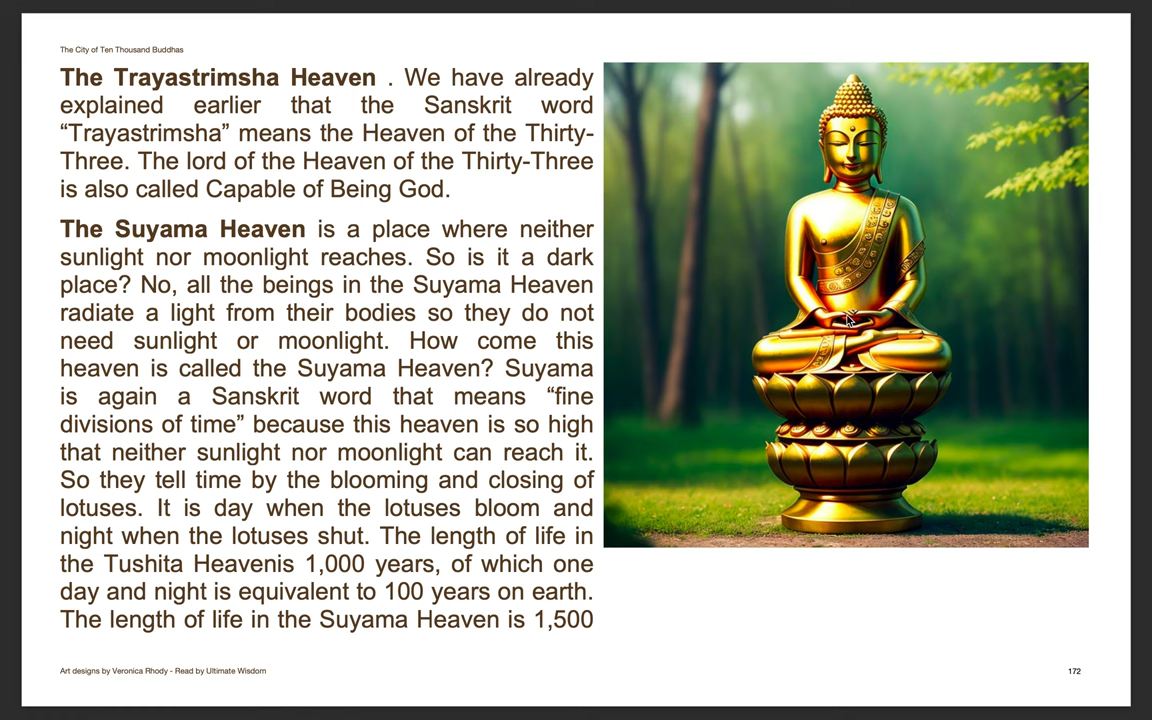 The City of Ten Thousand Buddhas
The Trayastrimsha Heaven . We have already
explained earlier that the Sanskrit word
“Trayastrimsha” means the Heaven of the Thirty-
Three. The lord of the Heaven of the Thirty-Three
is also called Capable of Being God.
The Suyama Heaven is a place where neither
sunlight nor moonlight reaches. So is it a dark
place? No, all the beings in the Suyama Heaven
radiate a light from their bodies so they do not
need sunlight or moonlight. How come this
heaven is called the Suyama Heaven? Suyama
is again a Sanskrit word that means “fine
divisions of time” because this heaven is so high
that neither sunlight nor moonlight can reach it.
So they tell time by the blooming and closing of
lotuses. It is day when the lotuses bloom and
night when the lotuses shut. The length of life in
the Tushita Heavenis 1,000 years, of which one
day and night is equivalent to 100 years on earth.
The length of life in the Suyama Heaven is 1,500
Art designs by Veronica Rhody - Read by Ultimate Wisdom
172